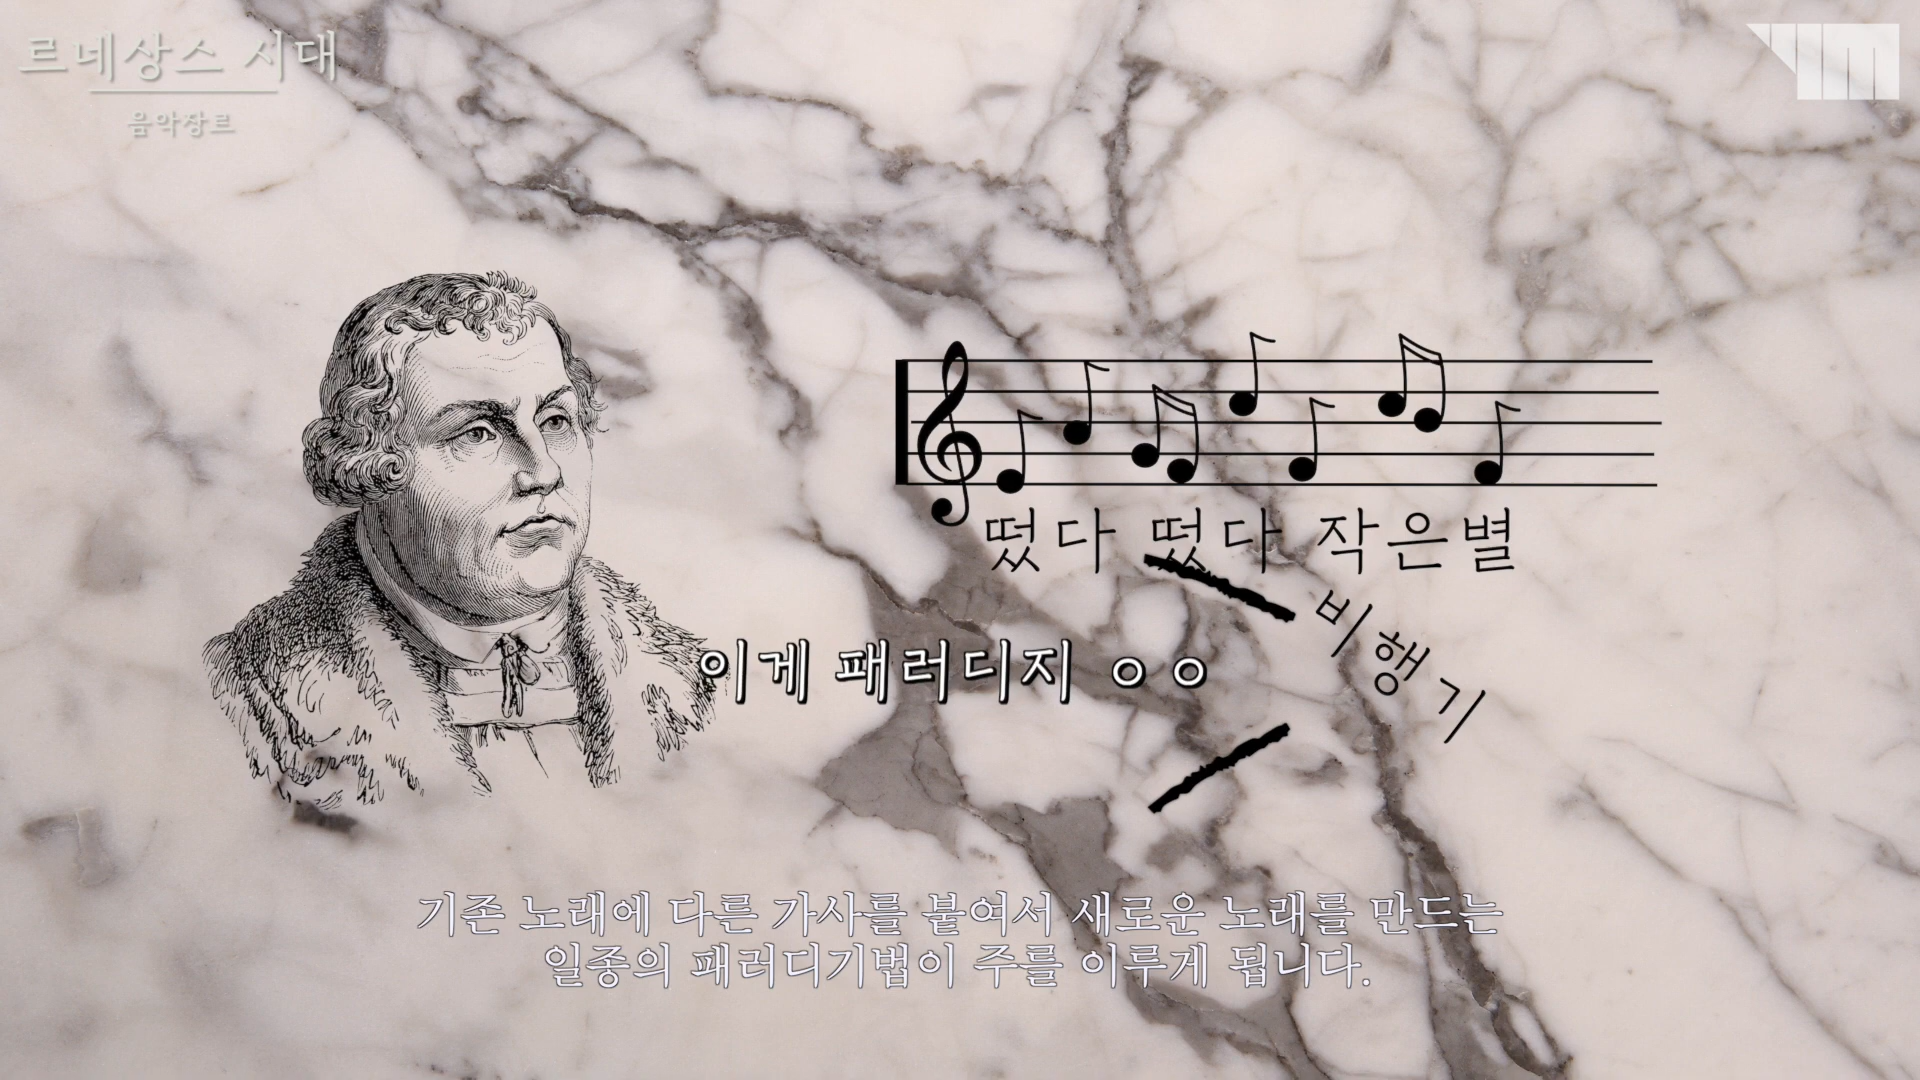 르네상스 시대
음악장르
떴다 떴다 작은별
비행기
이게 패러디지 ㅇㅇ
기존 노래에 다른 가사를 붙여서 새로운 노래를 만드는
일종의 패러디기법이 주를 이루게 됩니다.